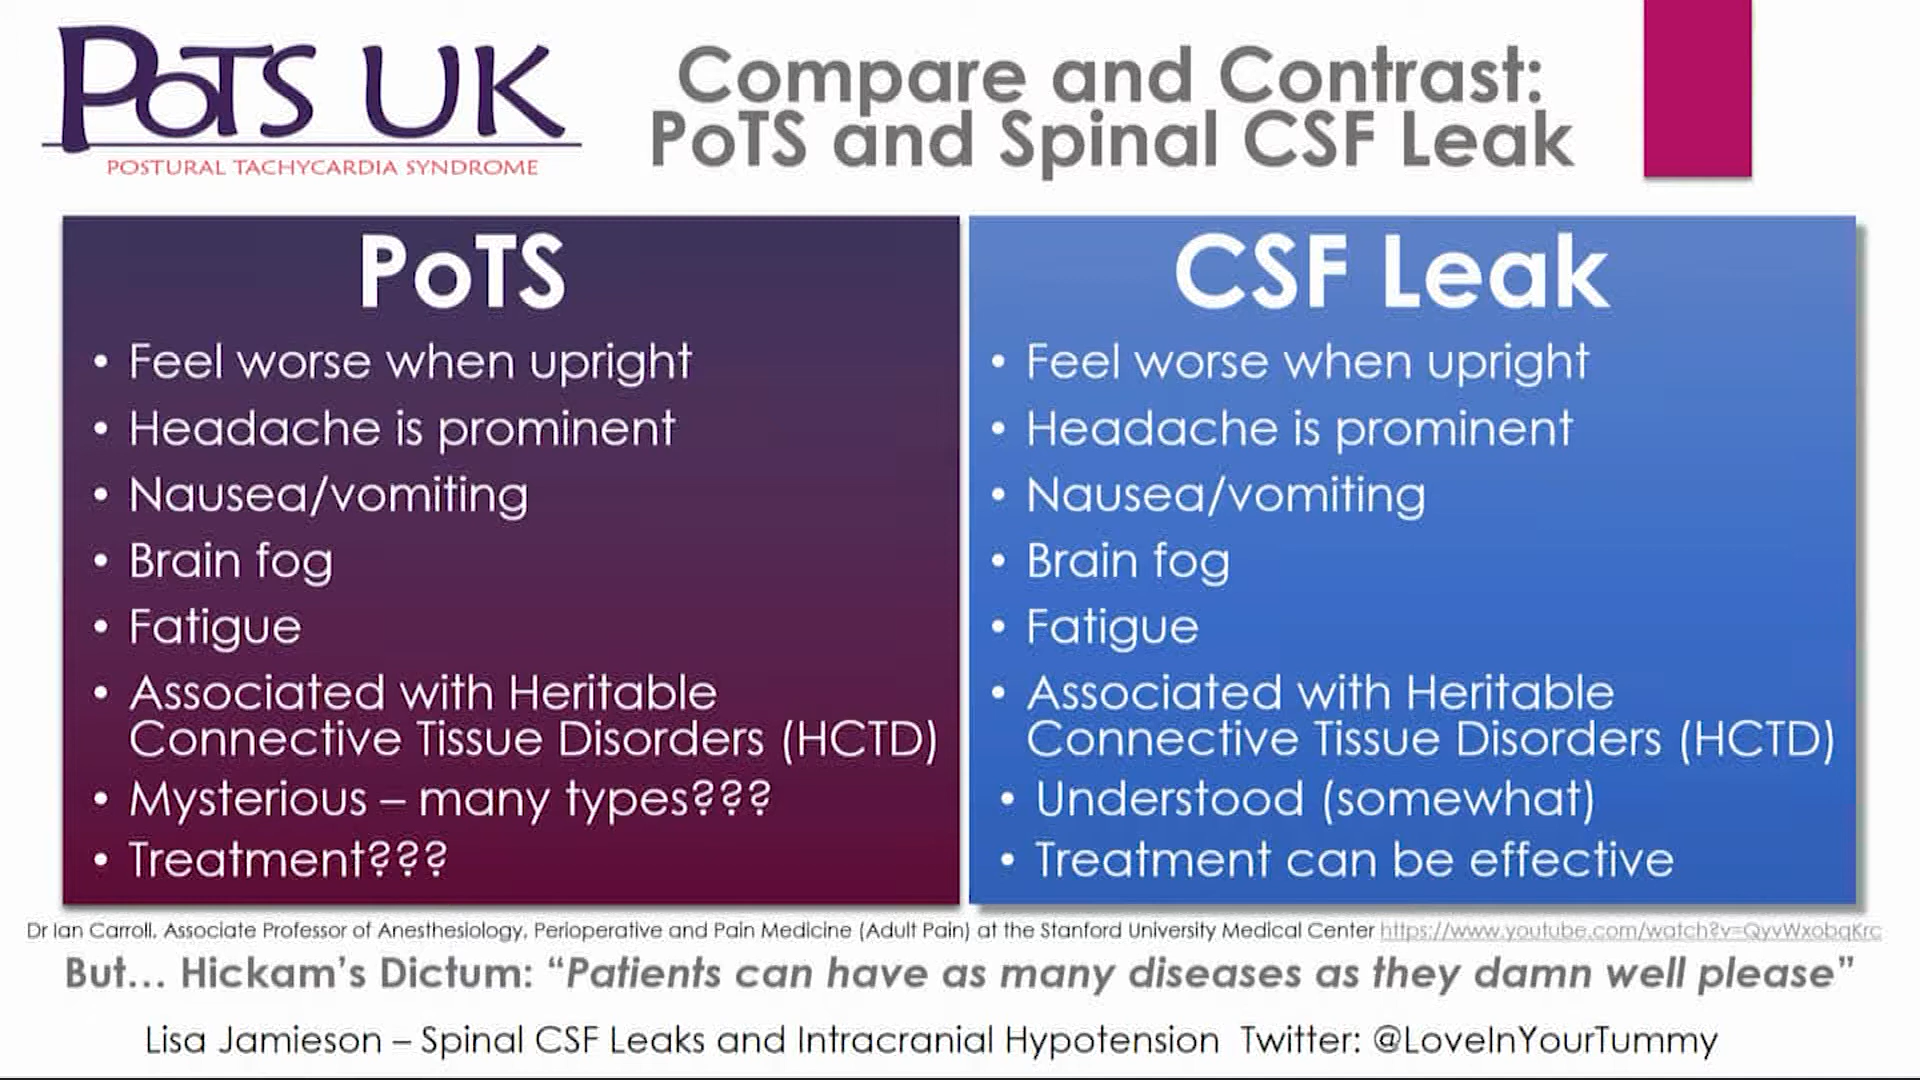 PoTS UK
POSTURAL TACHYCARDIA SYNDROME
Compare and Contrast:
PoTS and Spinal CSF Leak
PoTS
• Feel worse when upright
• Headache is prominent
• Nausea/vomiting
• Brain fog
• Fatigue
• Associated with Heritable
Connective Tissue Disorders (HCTD)
• Mysterious – many types???
• Treatment???
CSF Leak
• Feel worse when upright
• Headache is prominent
• Nausea/vomiting
• Brain fog
• Fatigue
• Associated with Heritable
Connective Tissue Disorders (HCTD)
• Understood (somewhat)
• Treatment can be effective
Dr Ian Carroll, Associate Professor of Anesthesiology, Perioperative and Pain Medicine (Adult Pain) at the Stanford University Medical Center https://www.youtube.com/watch?v=QyvWxobqKrc
But... Hickam's Dictum: "Patients can have as many diseases as they damn well please"
Lisa Jamieson – Spinal CSF Leaks and Intracranial Hypotension Twitter: @LoveInYourTummy